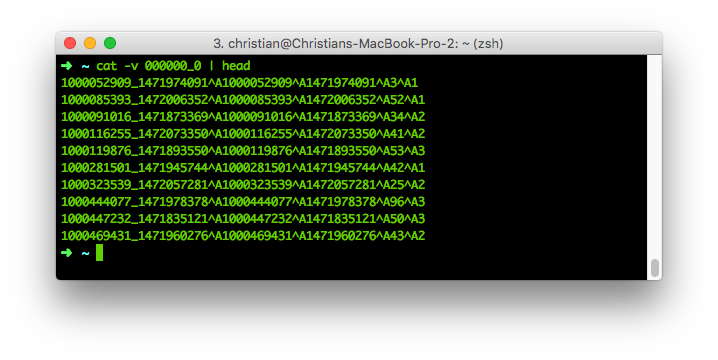 3. christian@Christians-MacBook-Pro-2: ~ (zsh)
➜ ~ cat -v 000000_0 | head
1000052909_1471974091^A1000052909^A1471974091^A3^A1
1000085393_1472006352^A1000085393^A1472006352^A52^A1
1000091016_1471873369^A1000091016^A1471873369^A34^A2
1000116255_1472073350^A1000116255^A1472073350^A41^A2
1000119876_1471893550^A1000119876^A1471893550^A53^A3
1000281501_1471945744^A1000281501^A1471945744^A42^A1
1000323539_1472057281^A1000323539^A1472057281^A25^A2
1000444077_1471978378^A1000444077^A1471978378^A96^A3
1000447232_1471835121^A1000447232^A1471835121^A50^A3
1000469431_1471960276^A1000469431^A1471960276^A43^A2
➜ ~